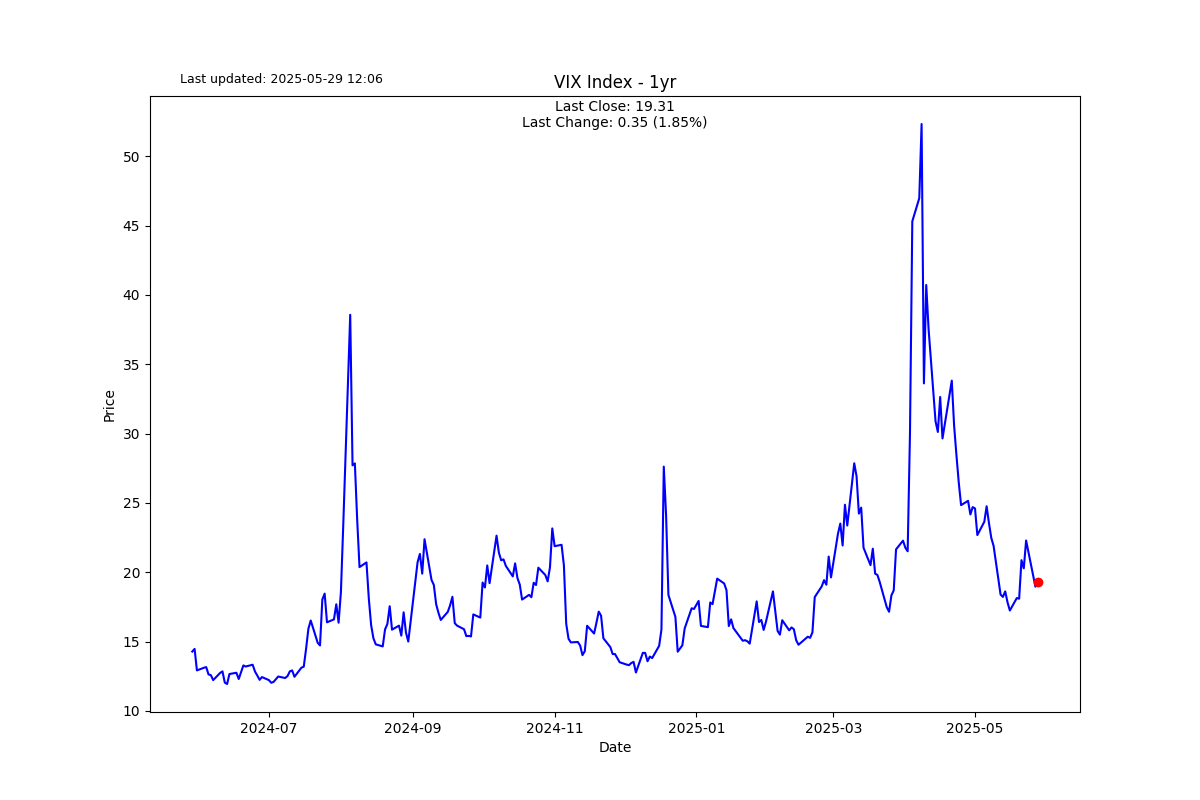 Last updated: 2025-05-29 12:06
VIX Index - 1yr
Last Close: 19.31
Last Change: 0.35 (1.85%)
50
45
40
35
30
25
20
15
10
Price
2024-07
2024-09
2024-11
2025-01
2025-03
2025-05
Date